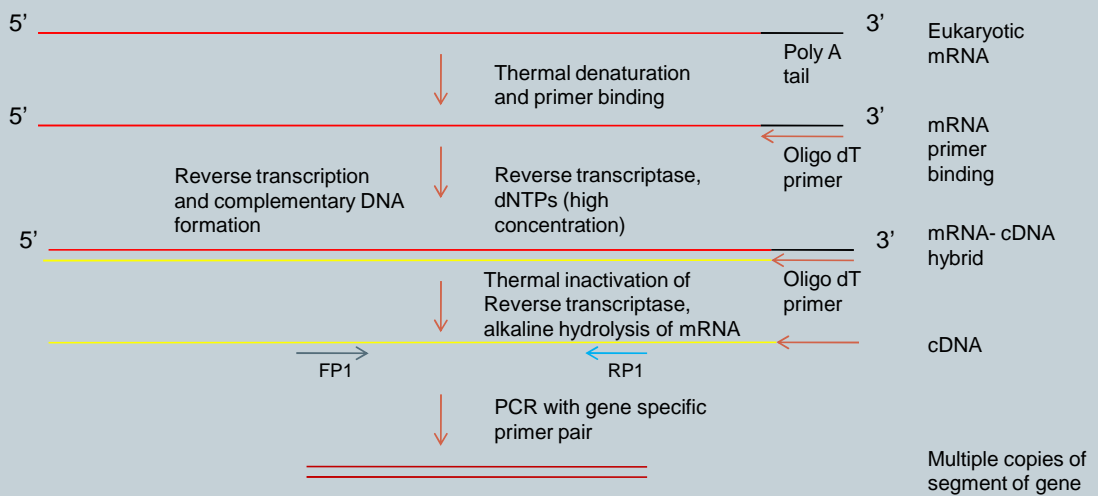 5’
3’
Eukaryotic
mRNA
Poly A
tail
Thermal denaturation
and primer binding
5’
3’
mRNA
primer
binding
Oligo dT
primer
Reverse transcription
and complementary DNA
formation
Reverse transcriptase,
dNTPs (high
concentration)
5’
3’
mRNA- cDNA
hybrid
Oligo dT
primer
Thermal inactivation of
Reverse transcriptase,
alkaline hydrolysis of mRNA
cDNA
FP1
RP1
PCR with gene specific
primer pair
Multiple copies of
segment of gene